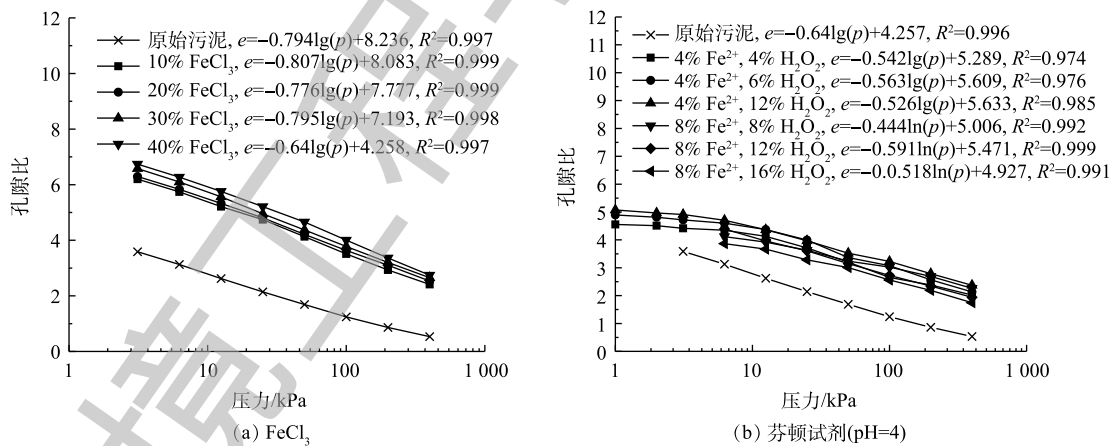 12
10
8
6
4
2
0
孔隙比
原始污泥, e=−0.794lg(p)+8.236, R²=0.997
10% FeCl₃, e=−0.807lg(p)+8.083, R²=0.999
20% FeCl₃, e=−0.776lg(p)+7.777, R²=0.999
30% FeCl₃, e=−0.795lg(p)+7.193, R²=0.998
40% FeCl₃, e=−0.64lg(p)+4.258, R²=0.997
1 10 100 1 000
压力/kPa
(a) FeCl₃
12
11
10
9
8
7
6
5
4
3
2
1
0
孔隙比
原始污泥, e=−0.64lg(p)+4.257, R²=0.996
4% Fe²⁺, 4% H₂O₂, e=−0.542lg(p)+5.289, R²=0.974
4% Fe²⁺, 6% H₂O₂, e=−0.563lg(p)+5.609, R²=0.976
4% Fe²⁺, 12% H₂O₂, e=−0.526lg(p)+5.633, R²=0.985
8% Fe²⁺, 8% H₂O₂, e=−0.444ln(p)+5.006, R²=0.992
8% Fe²⁺, 12% H₂O₂, e=−0.591ln(p)+5.471, R²=0.999
8% Fe²⁺, 16% H₂O₂, e=−0.0.518ln(p)+4.927, R²=0.991
1 10 100 1 000
压力/kPa
(b) 芬顿试剂(pH=4)
境工程